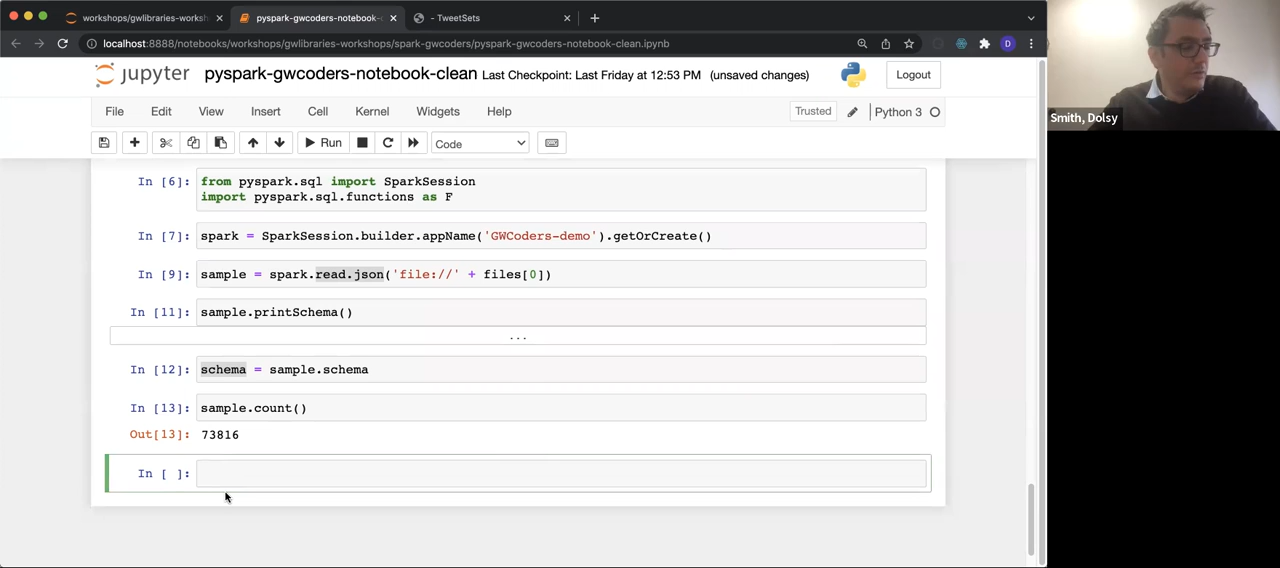 workshops/gwlibraries-worksh
pyspark-gwcoders-notebook-
- TweetSets
localhost:8888/notebooks/workshops/gwlibraries-workshops/spark-gwcoders/pyspark-gwcoders-notebook-clean.ipynb
D
jupyter pyspark-gwcoders-notebook-clean Last Checkpoint: Last Friday at 12:53 PM (unsaved changes) Logout
Smith, Dolsy
File Edit View Insert Cell Kernel Widgets Help Trusted Python 3
Run Code
In [6]: from pyspark.sql import SparkSession
import pyspark.sql.functions as F
In [7]: spark = SparkSession.builder.appName('GWCoders-demo').getOrCreate()
In [9]: sample = spark.read.json('file://' + files[0])
In [11]: sample.printSchema()
...
In [12]: schema = sample.schema
In [13]: sample.count()
Out[13]: 73816
In [ ]: